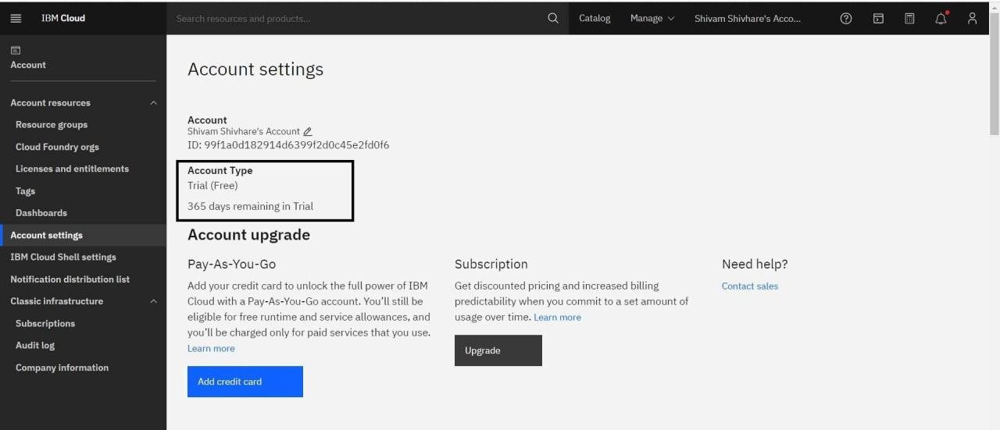 IBM Cloud
Search resources and products...
Catalog
Manage
Shivam Shivhare's Acco...
Account
Account resources
Resource groups
Cloud Foundry orgs
Licenses and entitlements
Tags
Dashboards
Account settings
IBM Cloud Shell settings
Notification distribution list
Classic infrastructure
Subscriptions
Audit log
Company information
Account settings
Account
Shivam Shivhare's Account
ID: 99f1a0d182914d6399f2d0c45e2fd0f6
Account Type
Trial (Free)
365 days remaining in Trial
Account upgrade
Pay-As-You-Go
Add your credit card to unlock the full power of IBM
Cloud with a Pay-As-You-Go account. You'll still be
eligible for free runtime and service allowances, and
you'll be charged only for paid services that you use.
Learn more
Add credit card
Subscription
Get discounted pricing and increased billing
predictability when you commit to a set amount of
usage over time. Learn more
Upgrade
Need help?
Contact sales